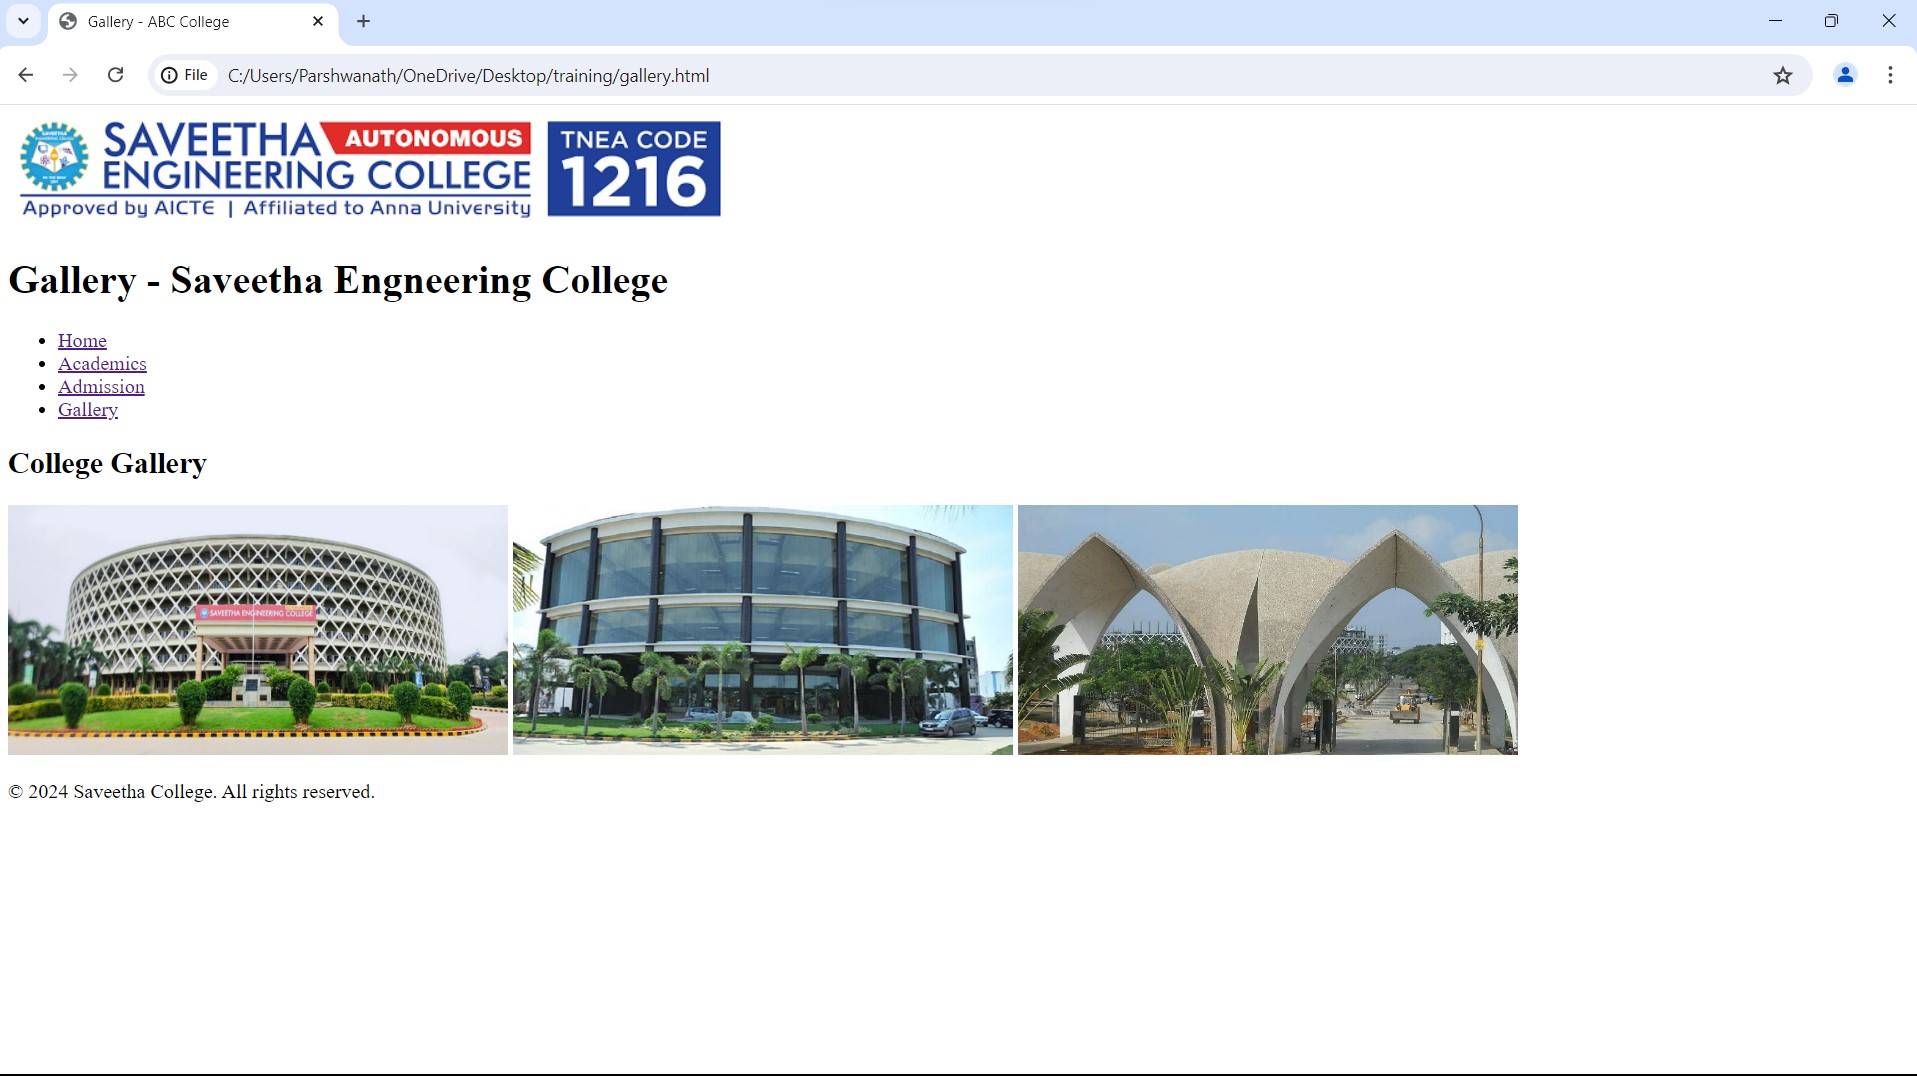 Gallery - ABC College
File C:/Users/Parshwanath/OneDrive/Desktop/training/gallery.html
SAVEETHA AUTONOMOUS
ENGINEERING COLLEGE
Approved by AICTE | Affiliated to Anna University
TNEA CODE
1216
Gallery - Saveetha Engneering College
Home
Academics
Admission
Gallery
College Gallery
SAVEETHA ENGINEERING COLLEGE
© 2024 Saveetha College. All rights reserved.